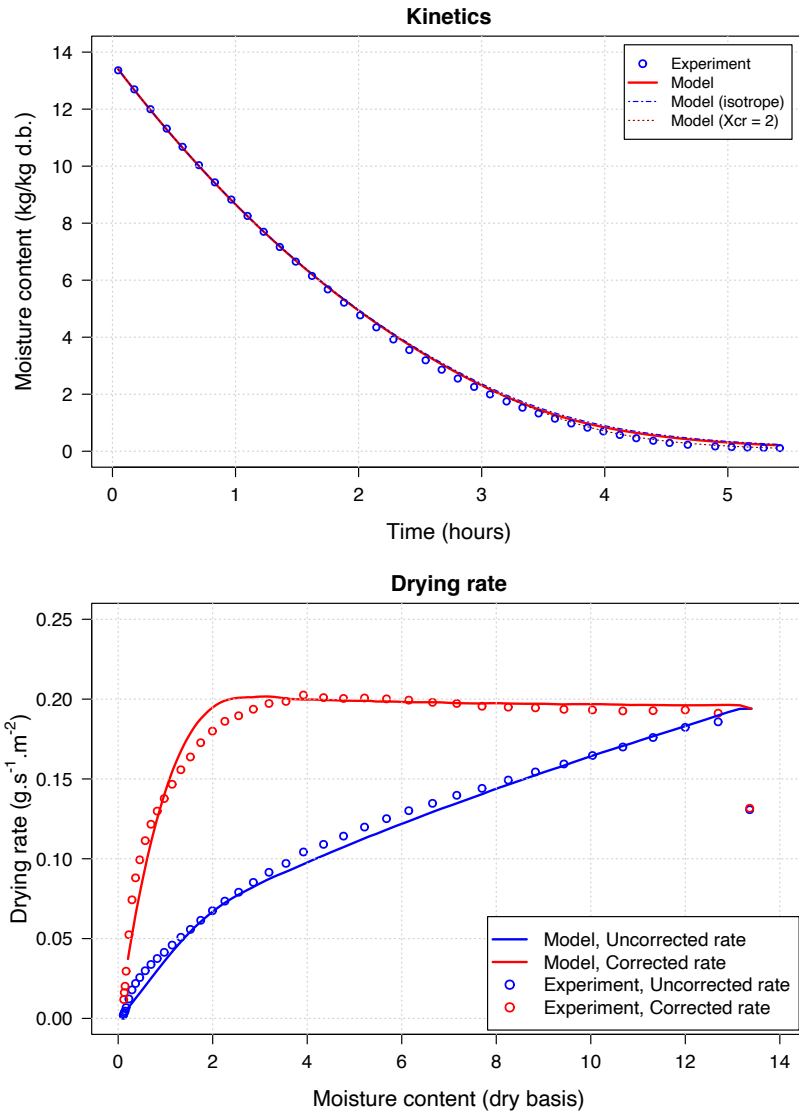 Kinetics
14
12
10
8
6
4
2
0
Moisture content (kg/kg d.b.)
Experiment
Model
Model (isotrope)
Model (Xcr = 2)
0 1 2 3 4 5
Time (hours)
Drying rate
0.25
0.20
0.15
0.10
0.05
0.00
Drying rate (g.s⁻¹.m⁻²)
Model, Uncorrected rate
Model, Corrected rate
Experiment, Uncorrected rate
Experiment, Corrected rate
0 2 4 6 8 10 12 14
Moisture content (dry basis)